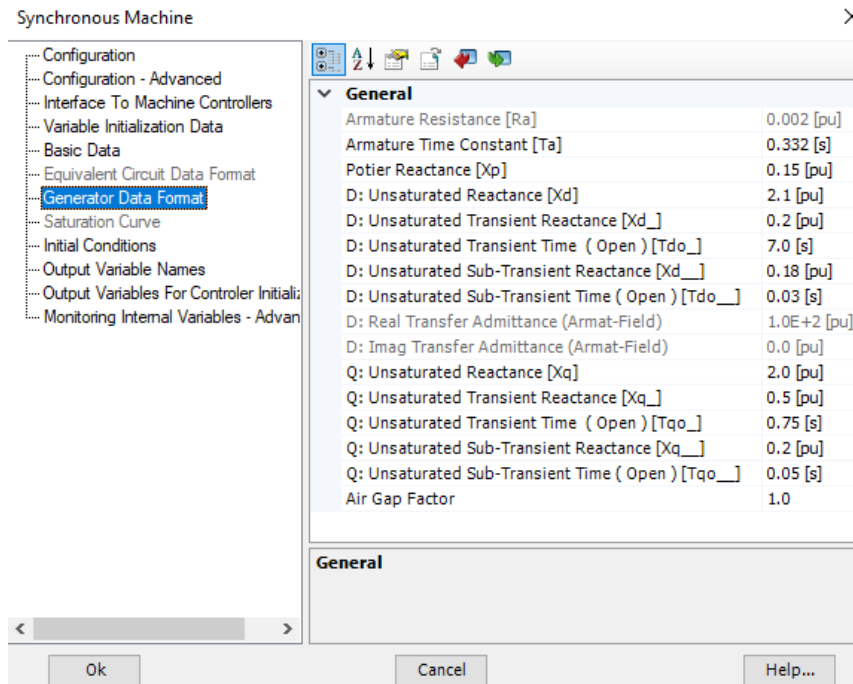 Synchronous Machine
Configuration
Configuration - Advanced
Interface To Machine Controllers
Variable Initialization Data
Basic Data
Equivalent Circuit Data Format
Generator Data Format
Saturation Curve
Initial Conditions
Output Variable Names
Output Variables For Controler Initializ
Monitoring Internal Variables - Advan
General
Armature Resistance [Ra] 0.002 [pu]
Armature Time Constant [Ta] 0.332 [s]
Potier Reactance [Xp] 0.15 [pu]
D: Unsaturated Reactance [Xd] 2.1 [pu]
D: Unsaturated Transient Reactance [Xd_] 0.2 [pu]
D: Unsaturated Transient Time ( Open ) [Tdo_] 7.0 [s]
D: Unsaturated Sub-Transient Reactance [Xd__] 0.18 [pu]
D: Unsaturated Sub-Transient Time ( Open ) [Tdo__] 0.03 [s]
D: Real Transfer Admittance (Armat-Field) 1.0E+2 [pu]
D: Imag Transfer Admittance (Armat-Field) 0.0 [pu]
Q: Unsaturated Reactance [Xq] 2.0 [pu]
Q: Unsaturated Transient Reactance [Xq_] 0.5 [pu]
Q: Unsaturated Transient Time ( Open ) [Tqo_] 0.75 [s]
Q: Unsaturated Sub-Transient Reactance [Xq__] 0.2 [pu]
Q: Unsaturated Sub-Transient Time ( Open ) [Tqo__] 0.05 [s]
Air Gap Factor 1.0
General
Ok
Cancel
Help...